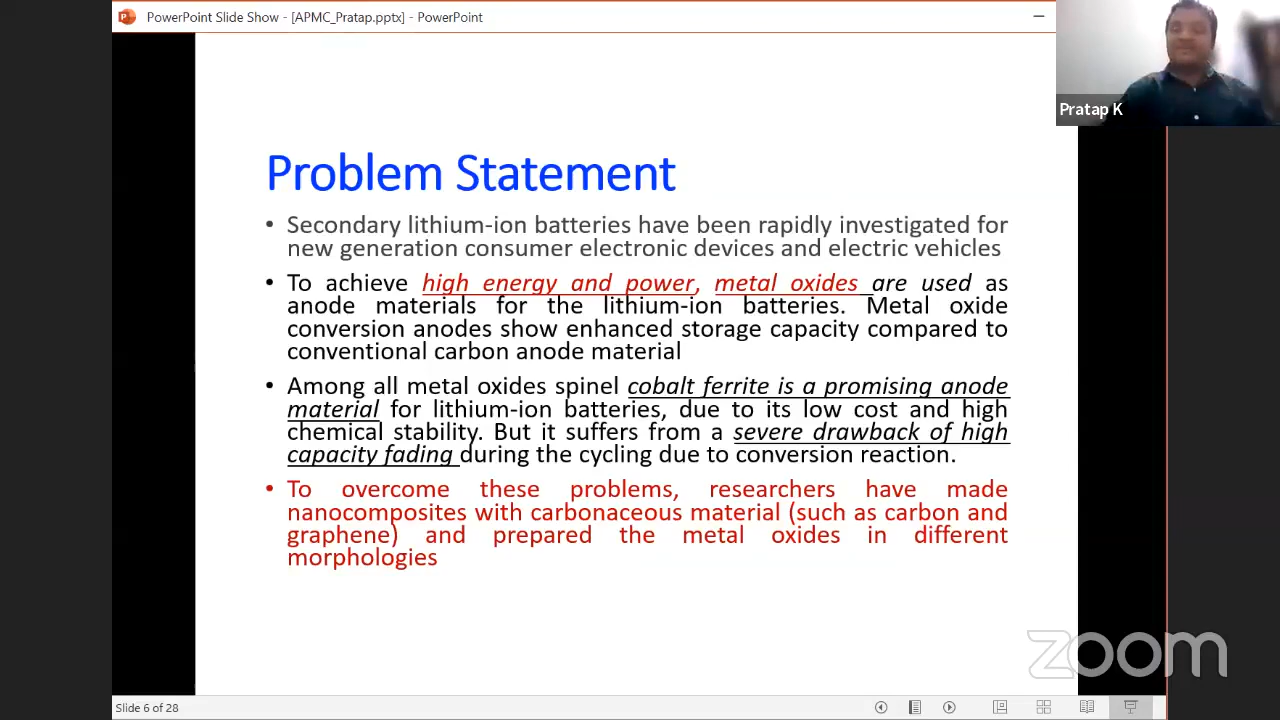 PowerPoint Slide Show - [APMC_Pratap.pptx] - PowerPoint
Pratap K
Problem Statement
• Secondary lithium-ion batteries have been rapidly investigated for
new generation consumer electronic devices and electric vehicles
• To achieve high energy and power, metal oxides are used as
anode materials for the lithium-ion batteries. Metal oxide
conversion anodes show enhanced storage capacity compared to
conventional carbon anode material
• Among all metal oxides spinel cobalt ferrite is a promising anode
material for lithium-ion batteries, due to its low cost and high
chemical stability. But it suffers from a severe drawback of high
capacity fading during the cycling due to conversion reaction.
• To overcome these problems, researchers have made
nanocomposites with carbonaceous material (such as carbon and
graphene) and prepared the metal oxides in different
morphologies
zoom
Slide 6 of 28